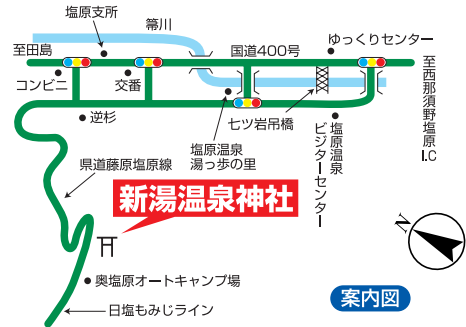 塩原支所
箒川
至田島
国道400号
ゆっくりセンター
コンビニ
交番
至西那須野塩原I.C
逆杉
塩原温泉
湯っ歩の里
七ツ岩吊橋
塩原温泉
ビジターセンター
県道藤原塩原線
新湯温泉神社
奥塩原オートキャンプ場
日塩もみじライン
N
案内図